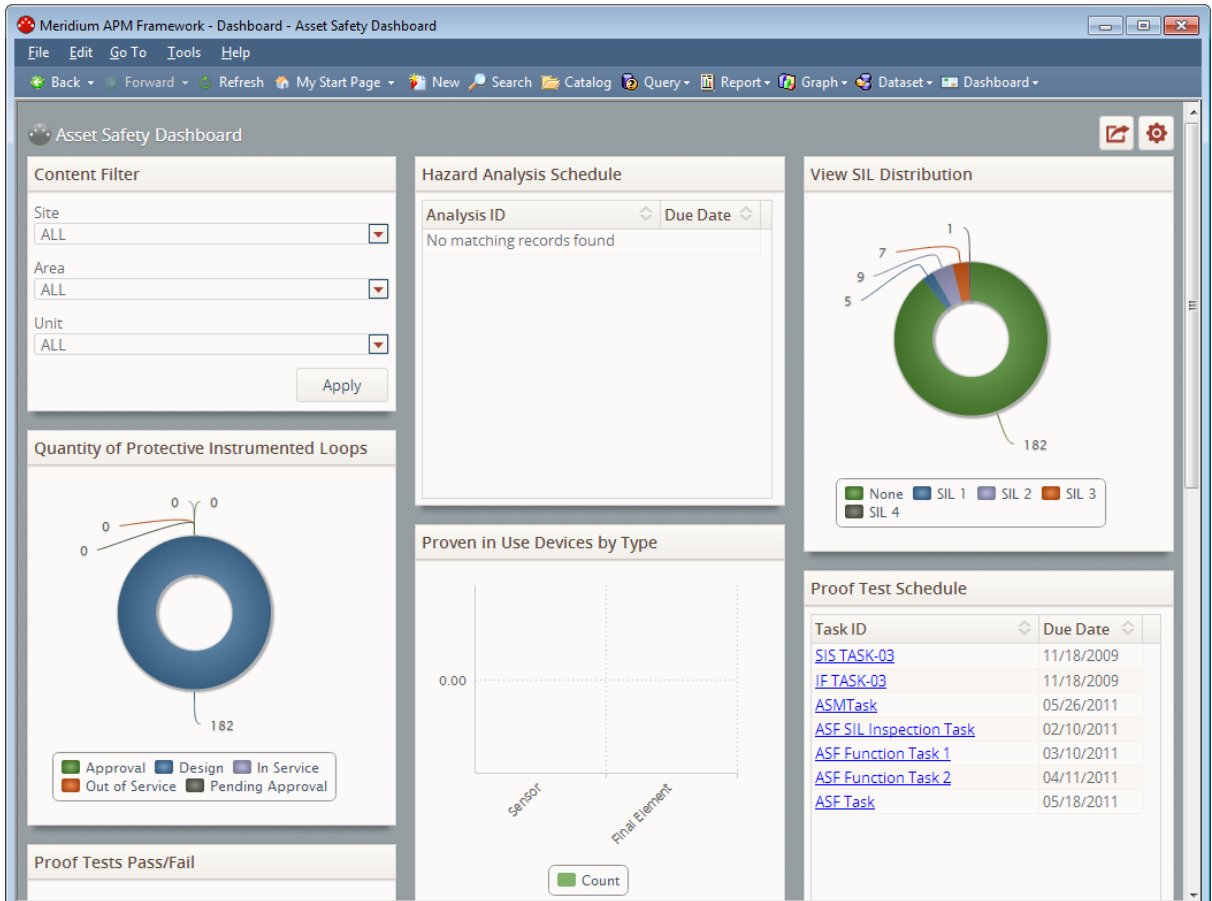 Meridium APM Framework - Dashboard - Asset Safety Dashboard
File Edit Go To Tools Help
Back Forward Refresh My Start Page New Search Catalog Query Report Graph Dataset Dashboard
Asset Safety Dashboard
Content Filter
Site
ALL
Area
ALL
Unit
ALL
Apply
Quantity of Protective Instrumented Loops
0 0
0
0
182
Approval Design In Service
Out of Service Pending Approval
Proof Tests Pass/Fail
Hazard Analysis Schedule
Analysis ID Due Date
No matching records found
Proven in Use Devices by Type
0.00
Sensor
Final Element
Count
View SIL Distribution
1
7
9
5
182
None SIL 1 SIL 2 SIL 3
SIL 4
Proof Test Schedule
Task ID Due Date
SIS TASK-03 11/18/2009
IF TASK-03 11/18/2009
ASMTask 05/26/2011
ASF SIL Inspection Task 02/10/2011
ASF Function Task 1 03/10/2011
ASF Function Task 2 04/11/2011
ASF Task 05/18/2011